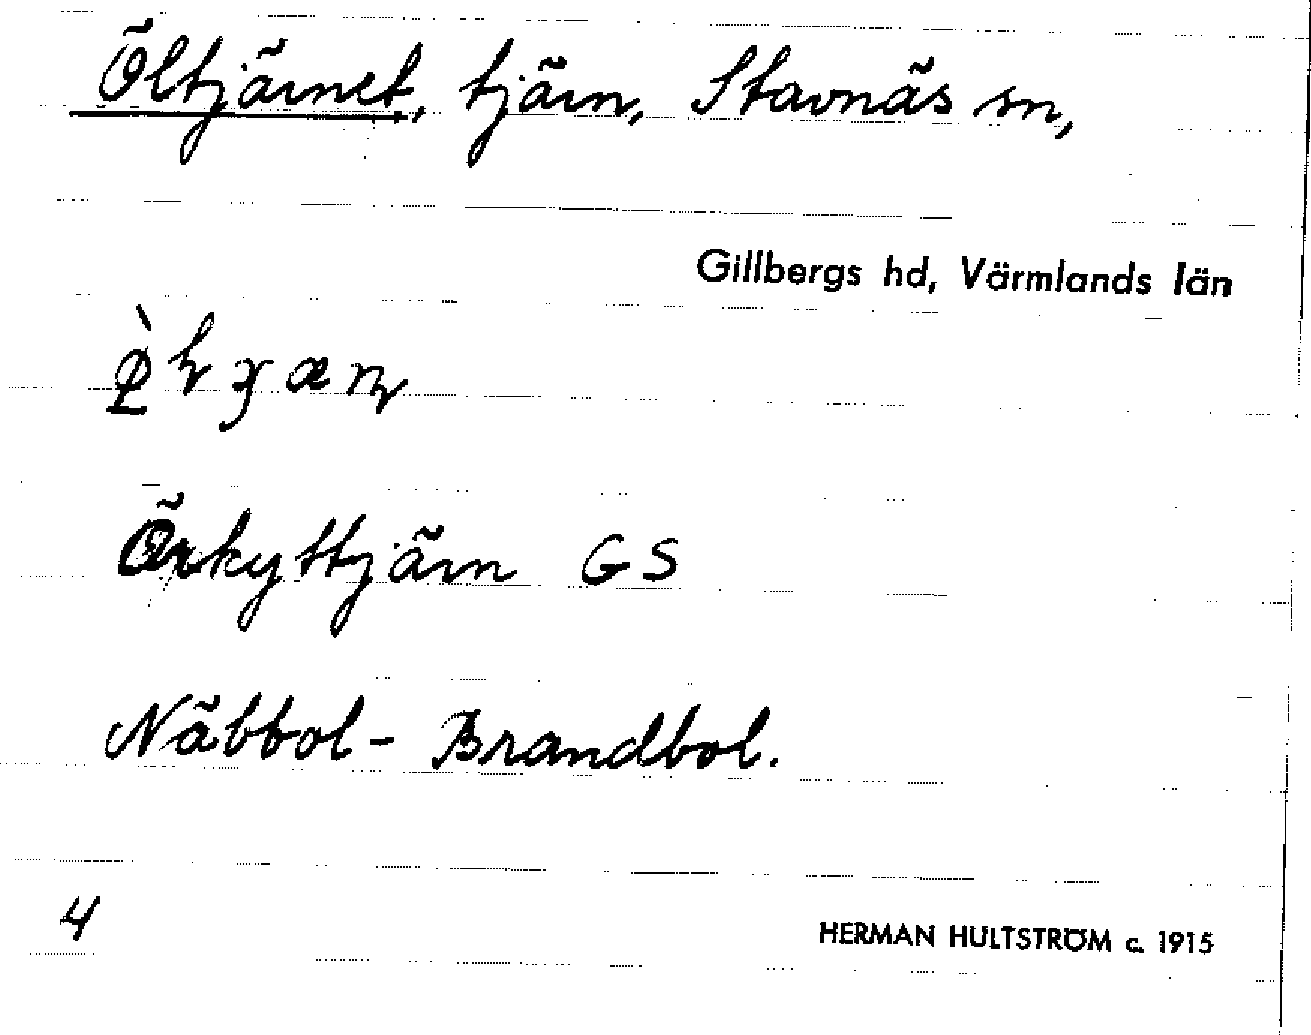 Öltjärnet, tjärn, Stavnäs sn,
Gillbergs hd, Värmlands län
Örkyttjärn GS
Näbbol - Brandbol.
4
HERMAN HULTSTRÖM c. 1915